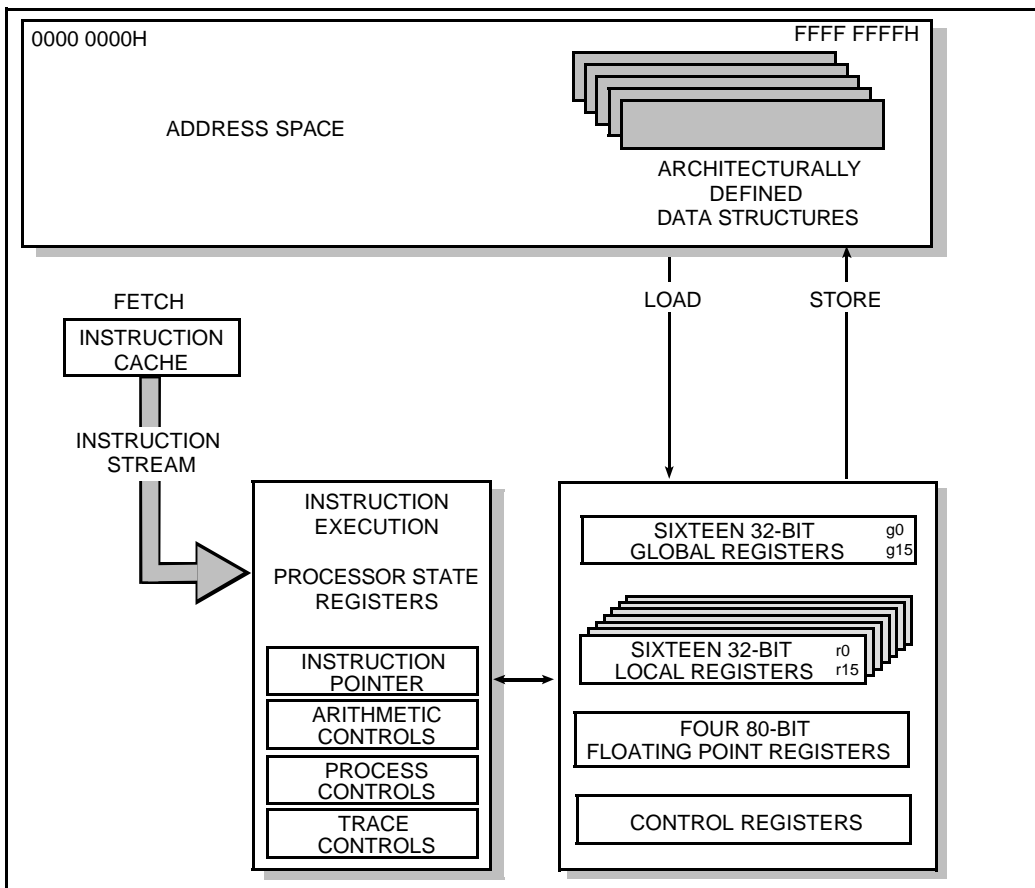 0000 0000H
FFFF FFFFH
ADDRESS SPACE
ARCHITECTURALLY
DEFINED
DATA STRUCTURES
FETCH
LOAD
STORE
INSTRUCTION
CACHE
INSTRUCTION
STREAM
INSTRUCTION
EXECUTION
PROCESSOR STATE
REGISTERS
INSTRUCTION
POINTER
ARITHMETIC
CONTROLS
PROCESS
CONTROLS
TRACE
CONTROLS
SIXTEEN 32-BIT g0
GLOBAL REGISTERS g15
SIXTEEN 32-BIT r0
LOCAL REGISTERS r15
FOUR 80-BIT
FLOATING POINT REGISTERS
CONTROL REGISTERS